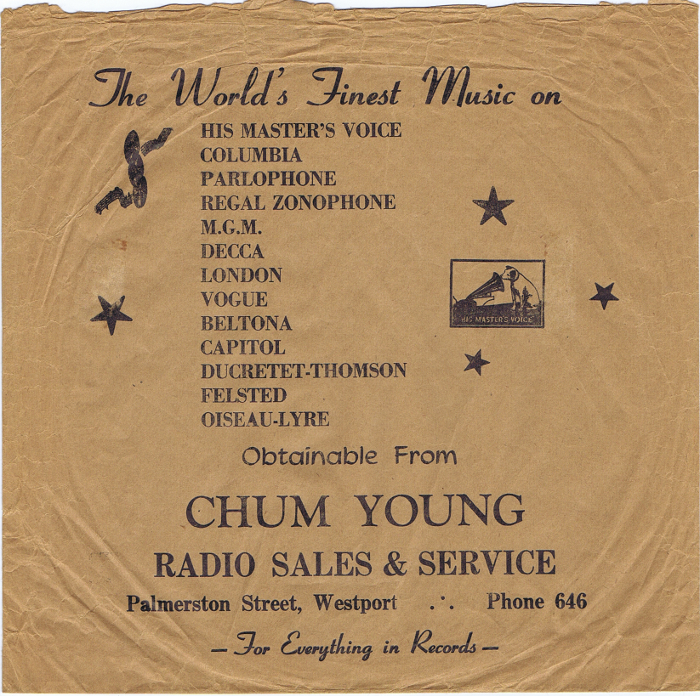 The World's Finest Music on
HIS MASTER'S VOICE
COLUMBIA
PARLOPHONE
REGAL ZONOPHONE
M.G.M.
DECCA
LONDON
VOGUE
BELTONA
CAPITOL
DUCRETET-THOMSON
FELSTED
OISEAU-LYRE
HIS MASTER'S VOICE
Obtainable From
CHUM YOUNG
RADIO SALES & SERVICE
Palmerston Street, Westport .·. Phone 646
— For Everything in Records —